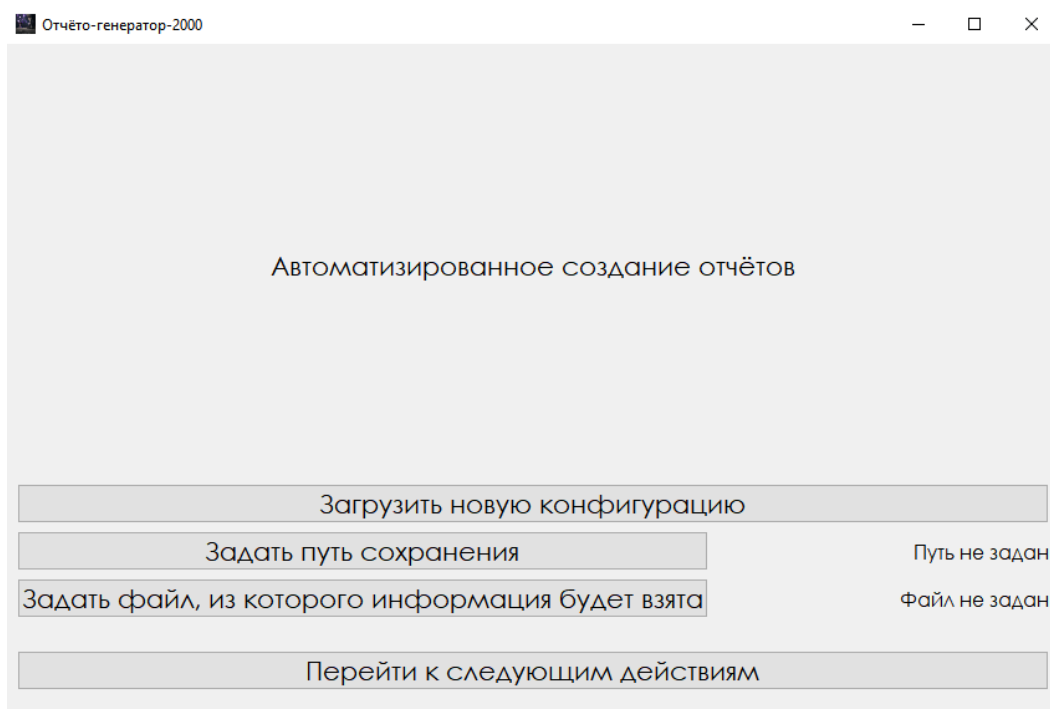 Отчёто-генератор-2000
Автоматизированное создание отчётов
Загрузить новую конфигурацию
Задать путь сохранения
Путь не задан
Задать файл, из которого информация будет взята
Файл не задан
Перейти к следующим действиям